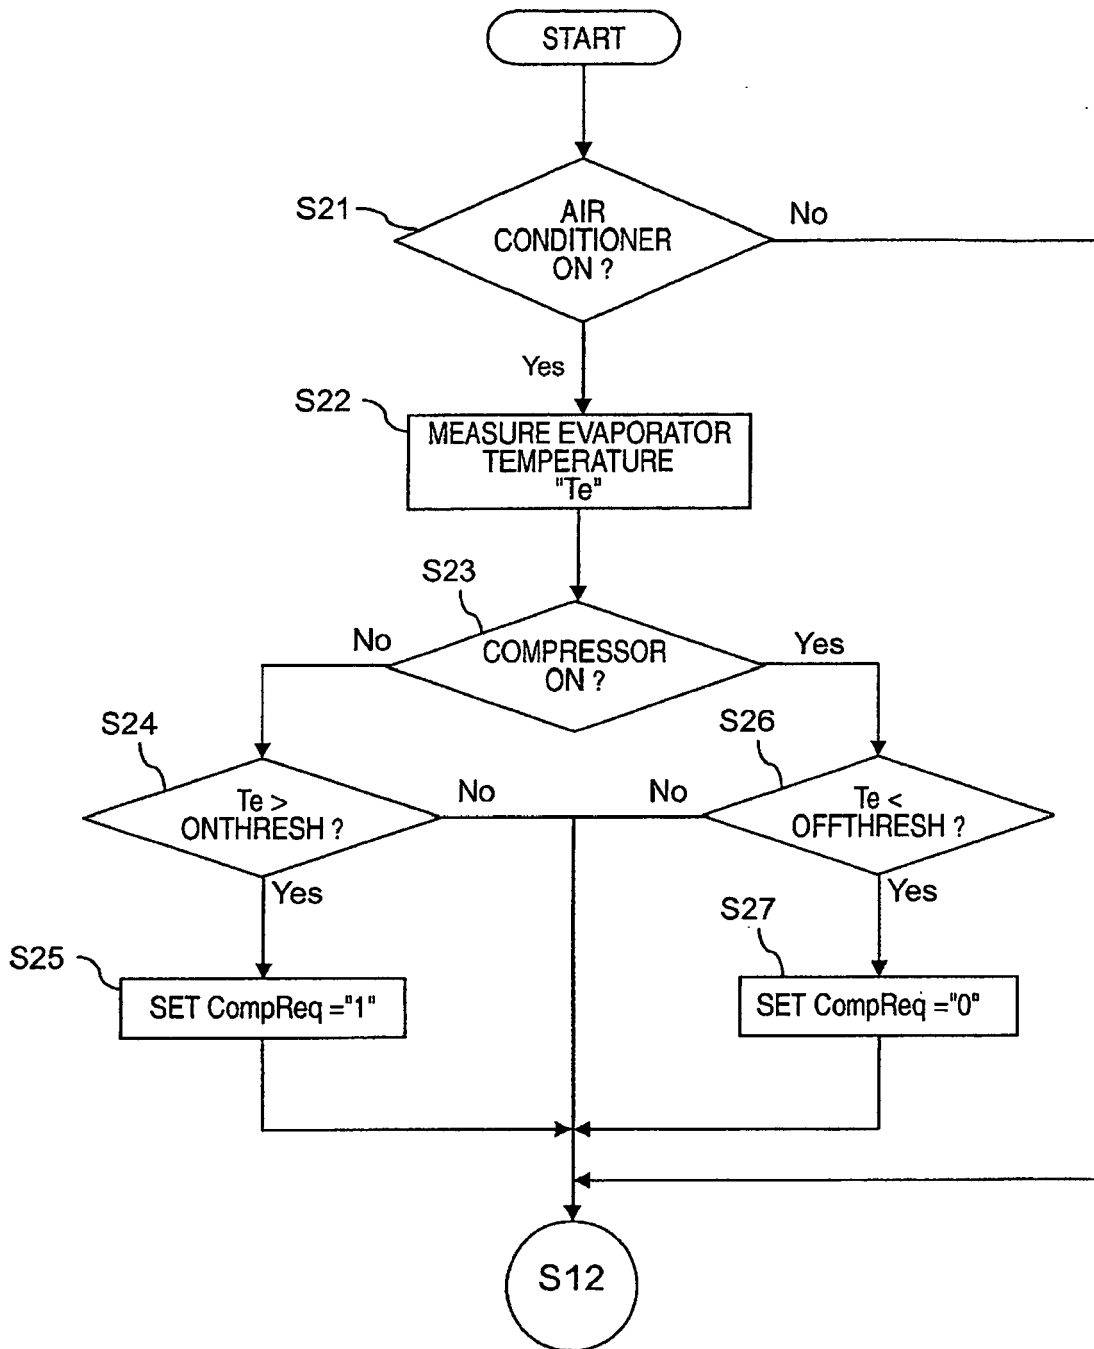 START
S21
AIR
CONDITIONER
ON ?
No
Yes
S22
MEASURE EVAPORATOR
TEMPERATURE
"Te"
S23
No
COMPRESSOR
ON ?
Yes
S24
Te >
ONTHRESH ?
No
S26
No
Te <
OFFTHRESH ?
Yes
Yes
S25
SET CompReq ="1"
S27
SET CompReq ="0"
S12